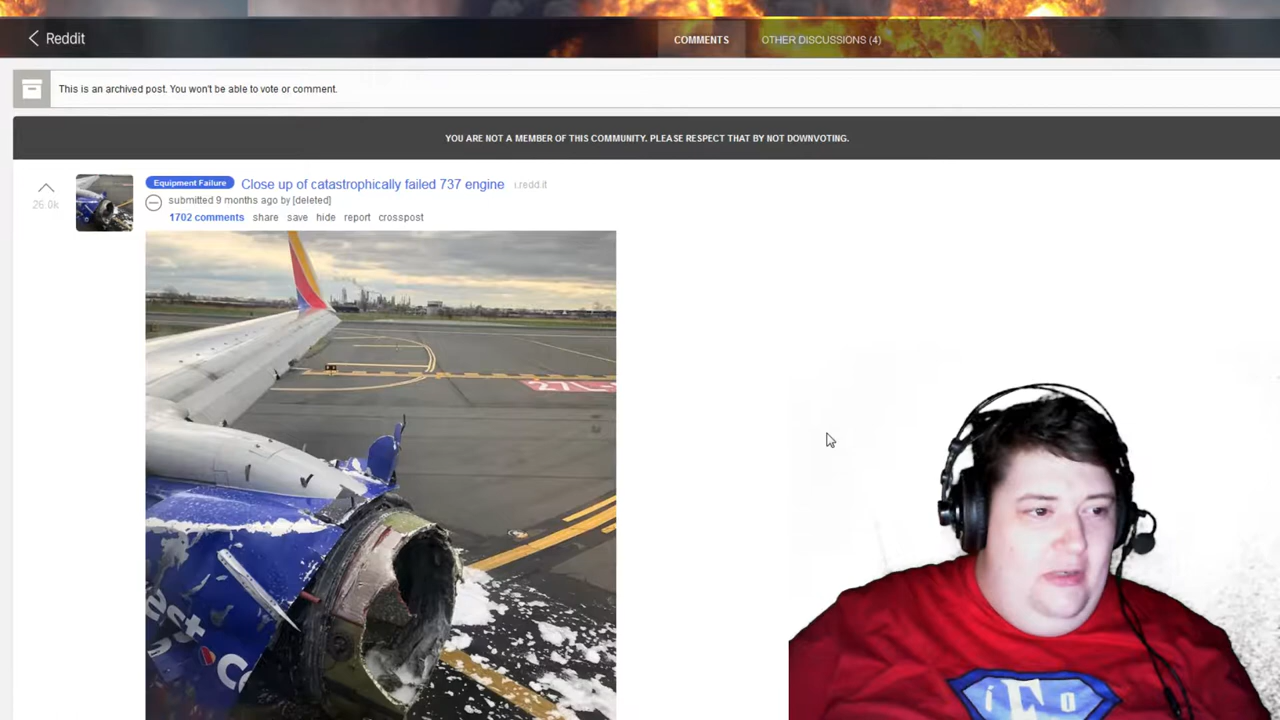 Reddit
COMMENTS
OTHER DISCUSSIONS (4)
This is an archived post. You won't be able to vote or comment.
YOU ARE NOT A MEMBER OF THIS COMMUNITY. PLEASE RESPECT THAT BY NOT DOWNVOTING.
26.0k
Equipment Failure Close up of catastrophically failed 737 engine i.redd.it
submitted 9 months ago by [deleted]
1702 comments share save hide report crosspost